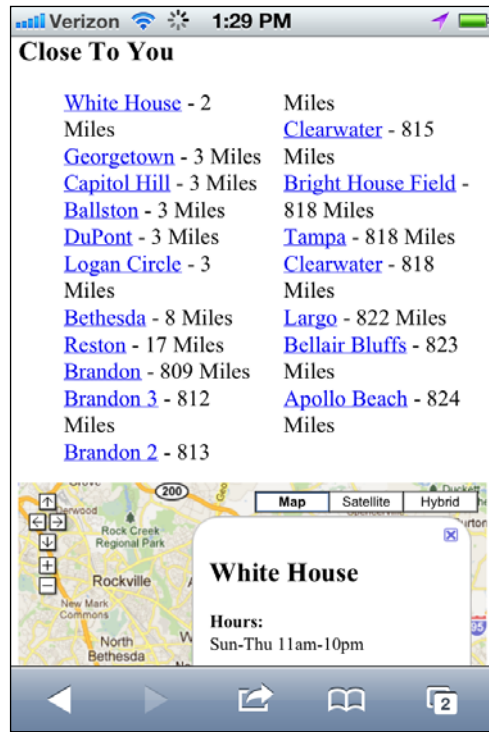 Verizon 1:29 PM
Close To You
White House - 2
Miles
Georgetown - 3 Miles
Capitol Hill - 3 Miles
Ballston - 3 Miles
DuPont - 3 Miles
Logan Circle - 3
Miles
Bethesda - 8 Miles
Reston - 17 Miles
Brandon - 809 Miles
Brandon 3 - 812
Miles
Brandon 2 - 813
Miles
Clearwater - 815
Miles
Bright House Field -
818 Miles
Tampa - 818 Miles
Clearwater - 818
Miles
Largo - 822 Miles
Bellair Bluffs - 823
Miles
Apollo Beach - 824
Miles
200
Map Satellite Hybrid
Rock Creek
Regional Park
Rockville
New Mark
Commons
North
Bethesda
95
White House
Hours:
Sun-Thu 11am-10pm
2